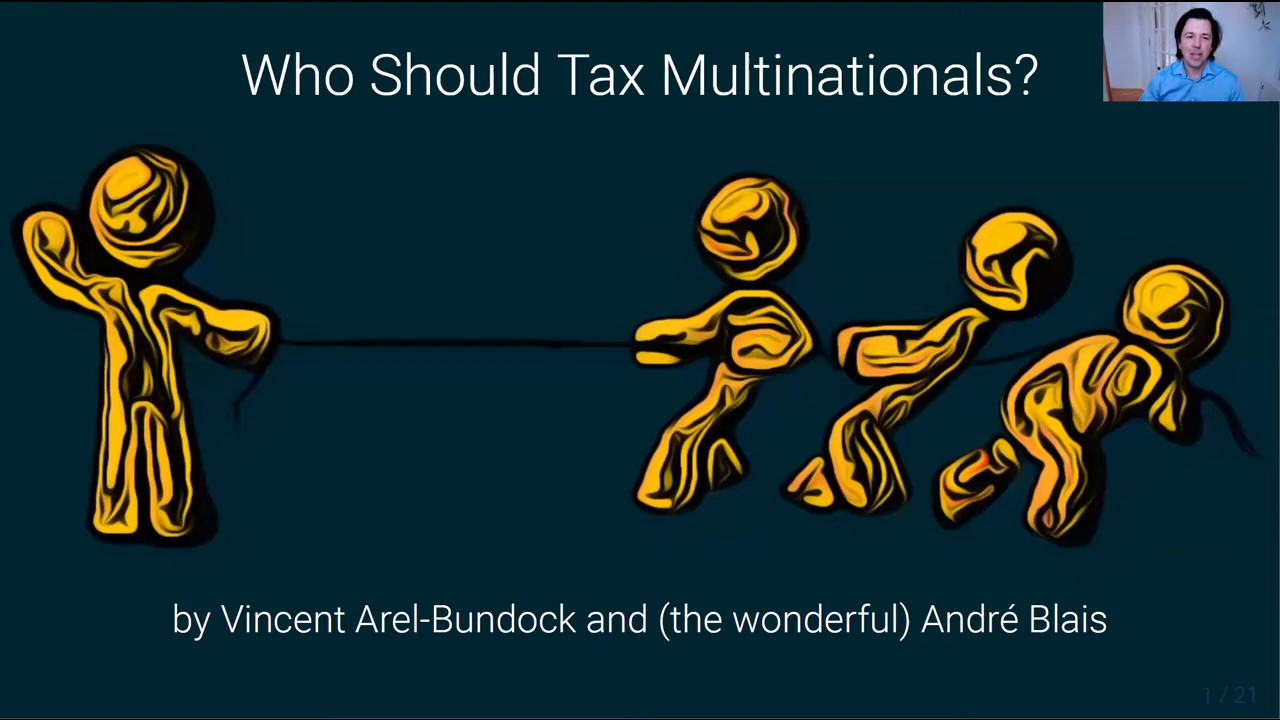 Who Should Tax Multinationals?
by Vincent Arel-Bundock and (the wonderful) André Blais
1 / 21